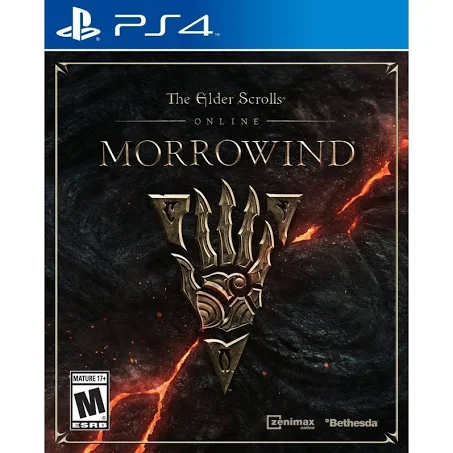 PS4
The Elder Scrolls®
ONLINE
MORROWIND
MATURE 17+
M
ESRB
zenimax
online
Bethesda